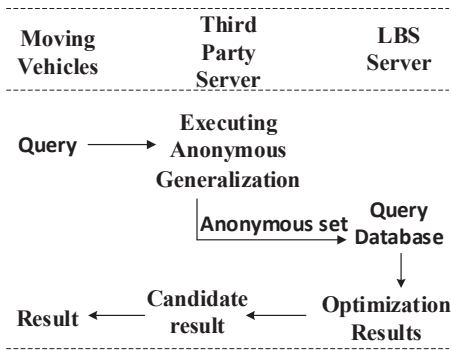 Moving
Vehicles
Third
Party
Server
LBS
Server
Query
Executing
Anonymous
Generalization
Anonymous set
Query
Database
Result
Candidate
result
Optimization
Results